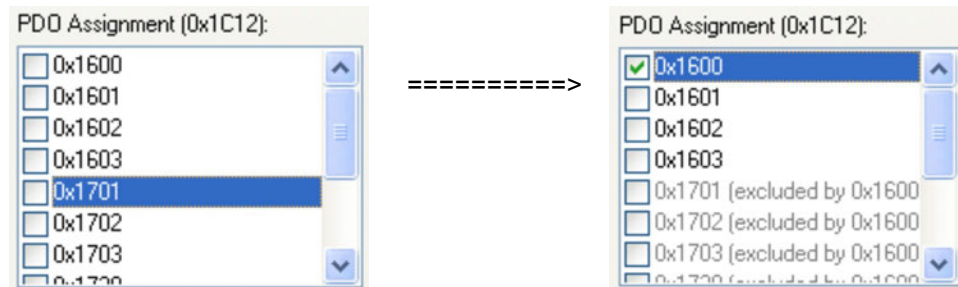 PDO Assignment (0x1C12):
0x1600
0x1601
0x1602
0x1603
0x1701
0x1702
0x1703
==========>
PDO Assignment (0x1C12):
0x1600
0x1601
0x1602
0x1603
0x1701 (excluded by 0x1600
0x1702 (excluded by 0x1600
0x1703 (excluded by 0x1600